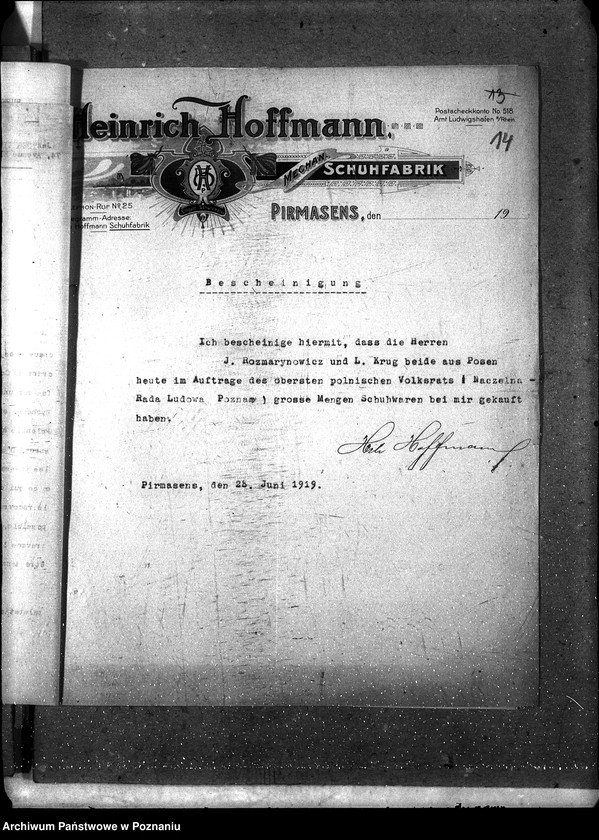 13
Postscheckkonto No 518
Amt Ludwigshafen a/Rhein.
14
Heinrich Hoffmann,
MECHAN. SCHUHFABRIK
PIRMASENS, den 19
Ruf No 25
Adresse:
Hoffmann Schuhfabrik
Bescheinigung
Ich bescheinige hiermit, dass die Herren
J. Rozmarynowicz und L. Krug beide aus Posen
heute im Auftrage des obersten polnischen Volksrats ( Naczelna -
Rada Ludowa Poznań ) grosse Mengen Schuhwaren bei mir gekauft
haben.
Hch Hoffmann
Pirmasens, den 25. Juni 1919.
Archiwum Państwowe w Poznaniu